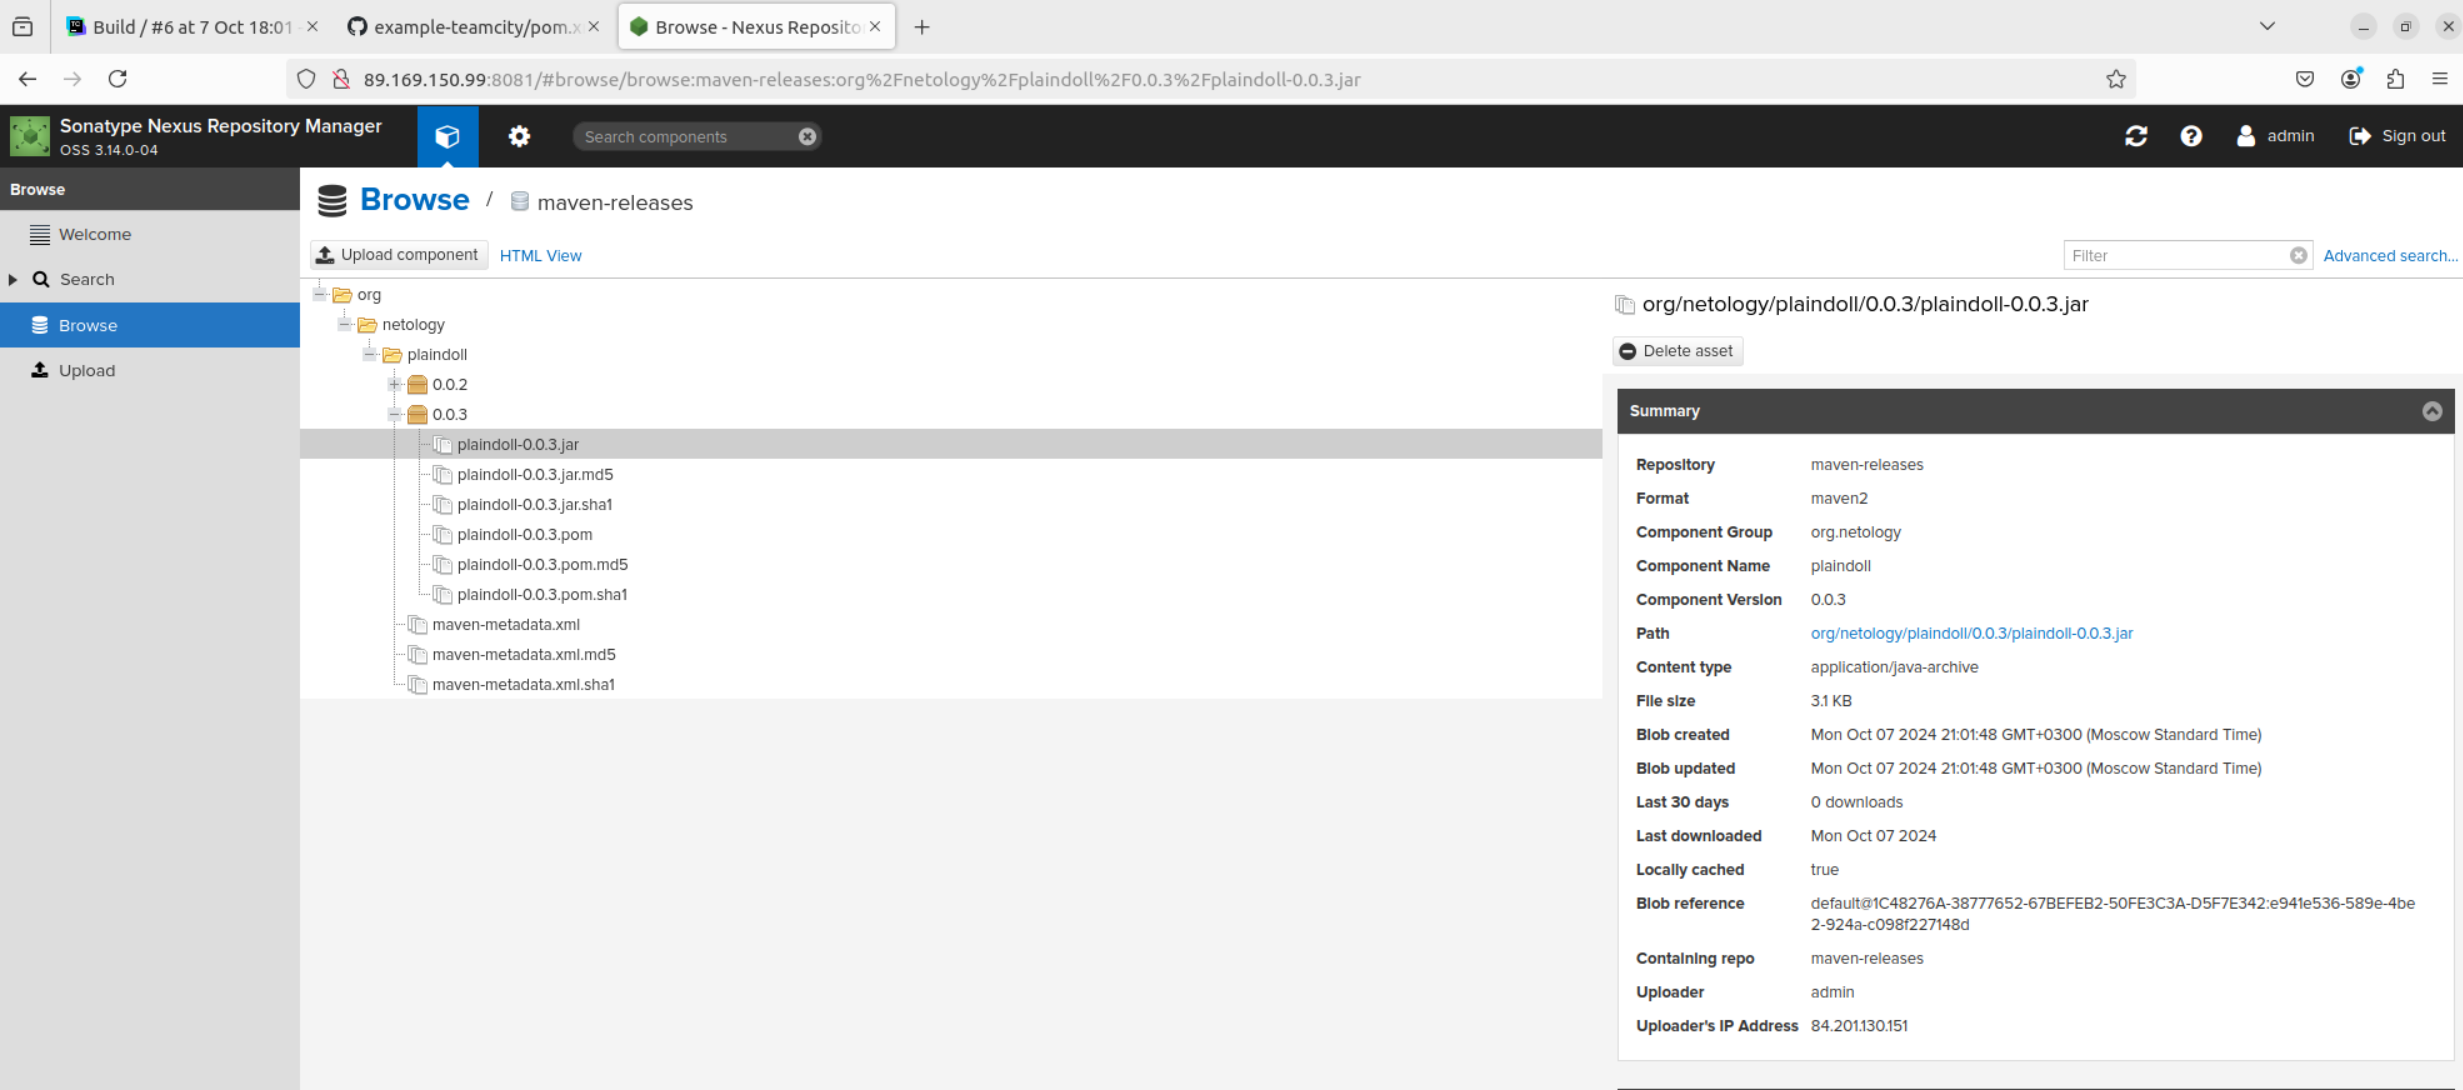 Build / #6 at 7 Oct 18:01
example-teamcity/pom.x
Browse - Nexus Reposito
89.169.150.99:8081/#browse/browse:maven-releases:org%2Fnetology%2Fplaindoll%2F0.0.3%2Fplaindoll-0.0.3.jar
Sonatype Nexus Repository Manager
OSS 3.14.0-04
Search components
admin
Sign out
Browse
Welcome
Search
Browse
Upload
Browse / maven-releases
Upload component
HTML View
Filter
Advanced search...
org
netology
plaindoll
0.0.2
0.0.3
plaindoll-0.0.3.jar
plaindoll-0.0.3.jar.md5
plaindoll-0.0.3.jar.sha1
plaindoll-0.0.3.pom
plaindoll-0.0.3.pom.md5
plaindoll-0.0.3.pom.sha1
maven-metadata.xml
maven-metadata.xml.md5
maven-metadata.xml.sha1
org/netology/plaindoll/0.0.3/plaindoll-0.0.3.jar
Delete asset
Summary
Repository maven-releases
Format maven2
Component Group org.netology
Component Name plaindoll
Component Version 0.0.3
Path org/netology/plaindoll/0.0.3/plaindoll-0.0.3.jar
Content type application/java-archive
File size 3.1 KB
Blob created Mon Oct 07 2024 21:01:48 GMT+0300 (Moscow Standard Time)
Blob updated Mon Oct 07 2024 21:01:48 GMT+0300 (Moscow Standard Time)
Last 30 days 0 downloads
Last downloaded Mon Oct 07 2024
Locally cached true
Blob reference default@1C48276A-38777652-67BEFEB2-50FE3C3A-D5F7E342:e941e536-589e-4be
2-924a-c098f227148d
Containing repo maven-releases
Uploader admin
Uploader's IP Address 84.201.130.151